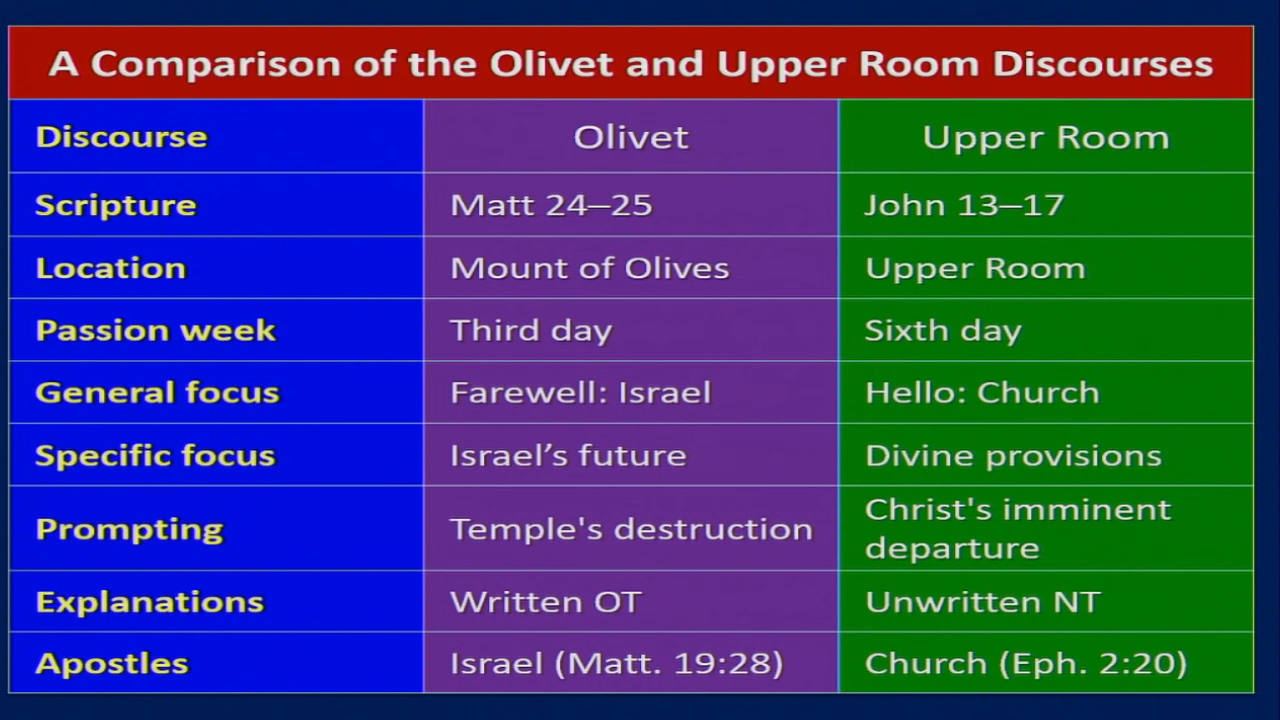 A Comparison of the Olivet and Upper Room Discourses
Discourse Olivet Upper Room
Scripture Matt 24–25 John 13–17
Location Mount of Olives Upper Room
Passion week Third day Sixth day
General focus Farewell: Israel Hello: Church
Specific focus Israel’s future Divine provisions
Prompting Temple's destruction Christ's imminent
departure
Explanations Written OT Unwritten NT
Apostles Israel (Matt. 19:28) Church (Eph. 2:20)